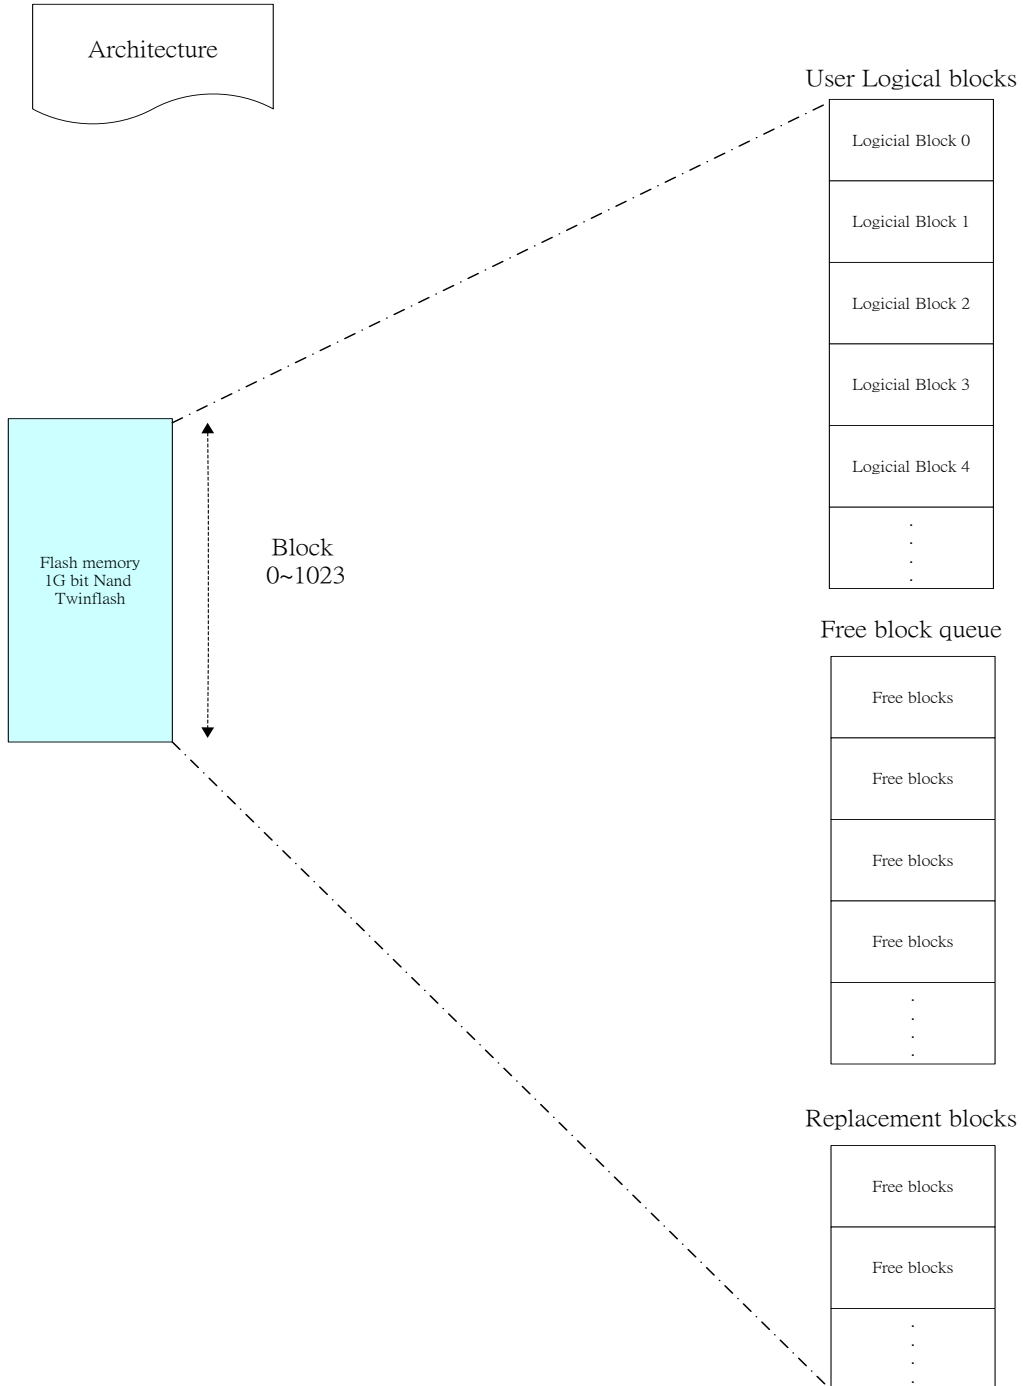 Architecture
User Logical blocks
Logicial Block 0
Logicial Block 1
Logicial Block 2
Logicial Block 3
Logicial Block 4
.
.
.
.
Flash memory
1G bit Nand
Twinflash
Block
0~1023
Free block queue
Free blocks
Free blocks
Free blocks
Free blocks
.
.
.
.
Replacement blocks
Free blocks
Free blocks
.
.
.
.